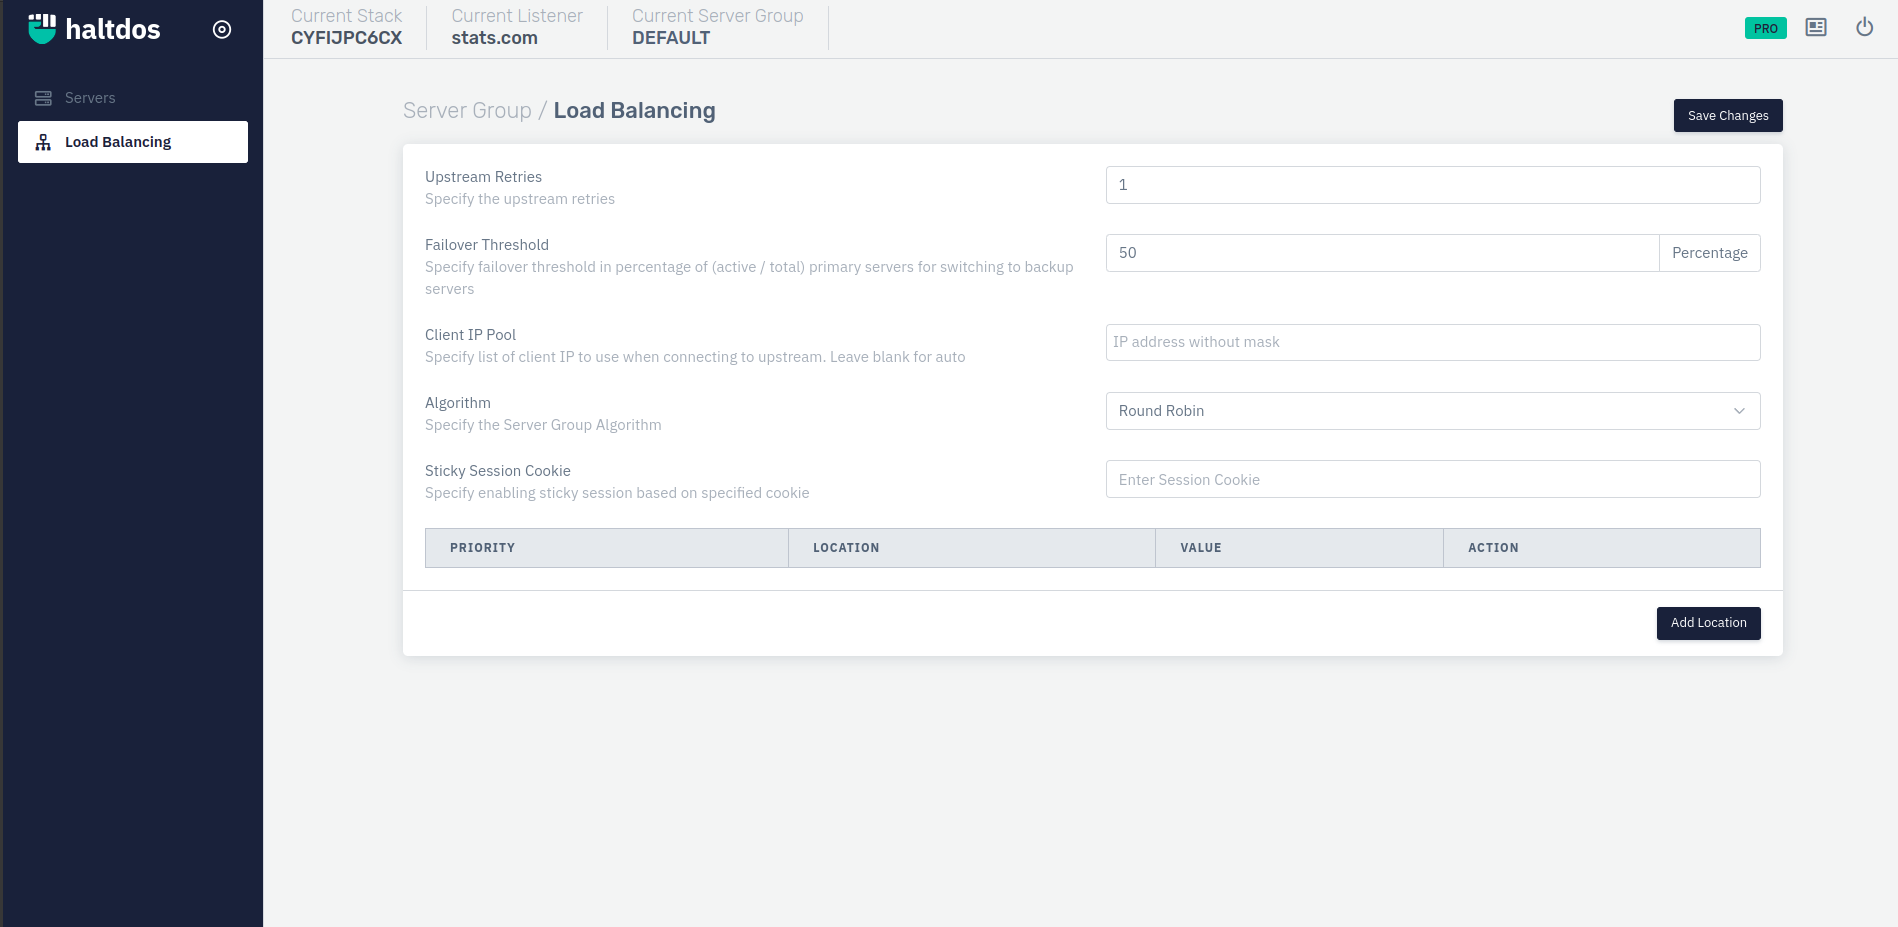 haltdos
Servers
Load Balancing
Current Stack
CYFIJPC6CX
Current Listener
stats.com
Current Server Group
DEFAULT
PRO
Server Group / Load Balancing
Save Changes
Upstream Retries
Specify the upstream retries
1
Failover Threshold
Specify failover threshold in percentage of (active / total) primary servers for switching to backup
servers
50
Percentage
Client IP Pool
Specify list of client IP to use when connecting to upstream. Leave blank for auto
IP address without mask
Algorithm
Specify the Server Group Algorithm
Round Robin
Sticky Session Cookie
Specify enabling sticky session based on specified cookie
Enter Session Cookie
PRIORITY LOCATION VALUE ACTION
Add Location